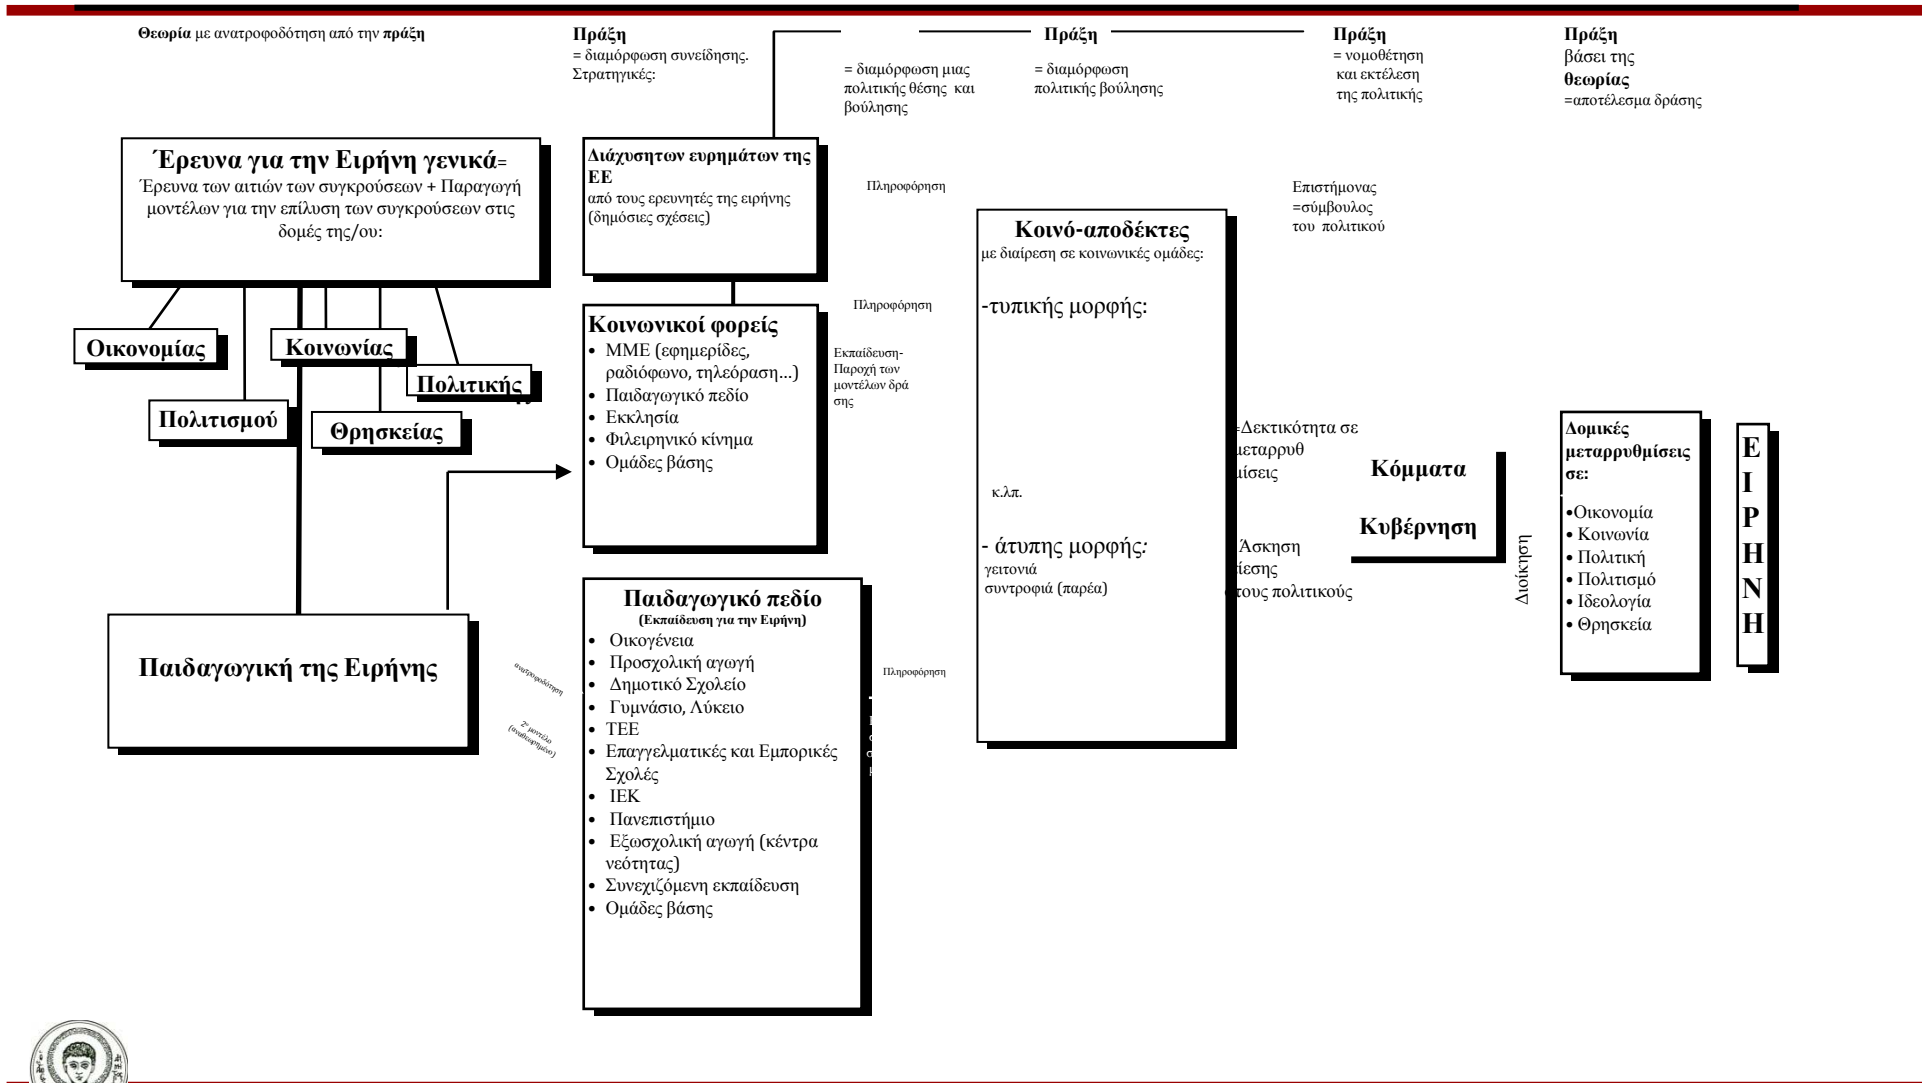 Θεωρία με ανατροφοδότηση από την πράξη
Πράξη
= διαμόρφωση συνείδησης.
Στρατηγικές:
= διαμόρφωση μιας
πολιτικής θέσης και
βούλησης
Πράξη
= διαμόρφωση
πολιτικής βούλησης
Πράξη
= νομοθέτηση
και εκτέλεση
της πολιτικής
Πράξη
βάσει της
θεωρίας
=αποτέλεσμα δράσης
Έρευνα για την Ειρήνη γενικά=
Έρευνα των αιτιών των συγκρούσεων + Παραγωγή
μοντέλων για την επίλυση των συγκρούσεων στις
δομές της/ου:
Οικονομίας
Κοινωνίας
Πολιτικής
Πολιτισμού
Θρησκείας
Παιδαγωγική της Ειρήνης
ανατροφοδότηση
2º μοντέλο
(αναθεωρημένο)
Διάχυσητων ευρημάτων της
ΕΕ
από τους ερευνητές της ειρήνης
(δημόσιες σχέσεις)
Κοινωνικοί φορείς
• ΜΜΕ (εφημερίδες,
ραδιόφωνο, τηλεόραση...)
• Παιδαγωγικό πεδίο
• Εκκλησία
• Φιλειρηνικό κίνημα
• Ομάδες βάσης
Παιδαγωγικό πεδίο
(Εκπαίδευση για την Ειρήνη)
• Οικογένεια
• Προσχολική αγωγή
• Δημοτικό Σχολείο
• Γυμνάσιο, Λύκειο
• ΤΕΕ
• Επαγγελματικές και Εμπορικές
Σχολές
• ΙΕΚ
• Πανεπιστήμιο
• Εξωσχολική αγωγή (κέντρα
νεότητας)
• Συνεχιζόμενη εκπαίδευση
• Ομάδες βάσης
Πληροφόρηση
Πληροφόρηση
Εκπαίδευση-
Παροχή των
μοντέλων δρά
σης
Πληροφόρηση
Κοινό-αποδέκτες
με διαίρεση σε κοινωνικές ομάδες:
-τυπικής μορφής:
κ.λπ.
- άτυπης μορφής:
γειτονιά
συντροφιά (παρέα)
Επιστήμονας
=σύμβουλος
του πολιτικού
=Δεκτικότητα σε
μεταρρυθ
μίσεις
Άσκηση
ίεσης
τους πολιτικούς
Κόμματα
Κυβέρνηση
Διοίκηση
Δομικές
μεταρρυθμίσεις
σε:
•Οικονομία
• Κοινωνία
• Πολιτική
• Πολιτισμό
• Ιδεολογία
• Θρησκεία
Ε
Ι
Ρ
Η
Ν
Η